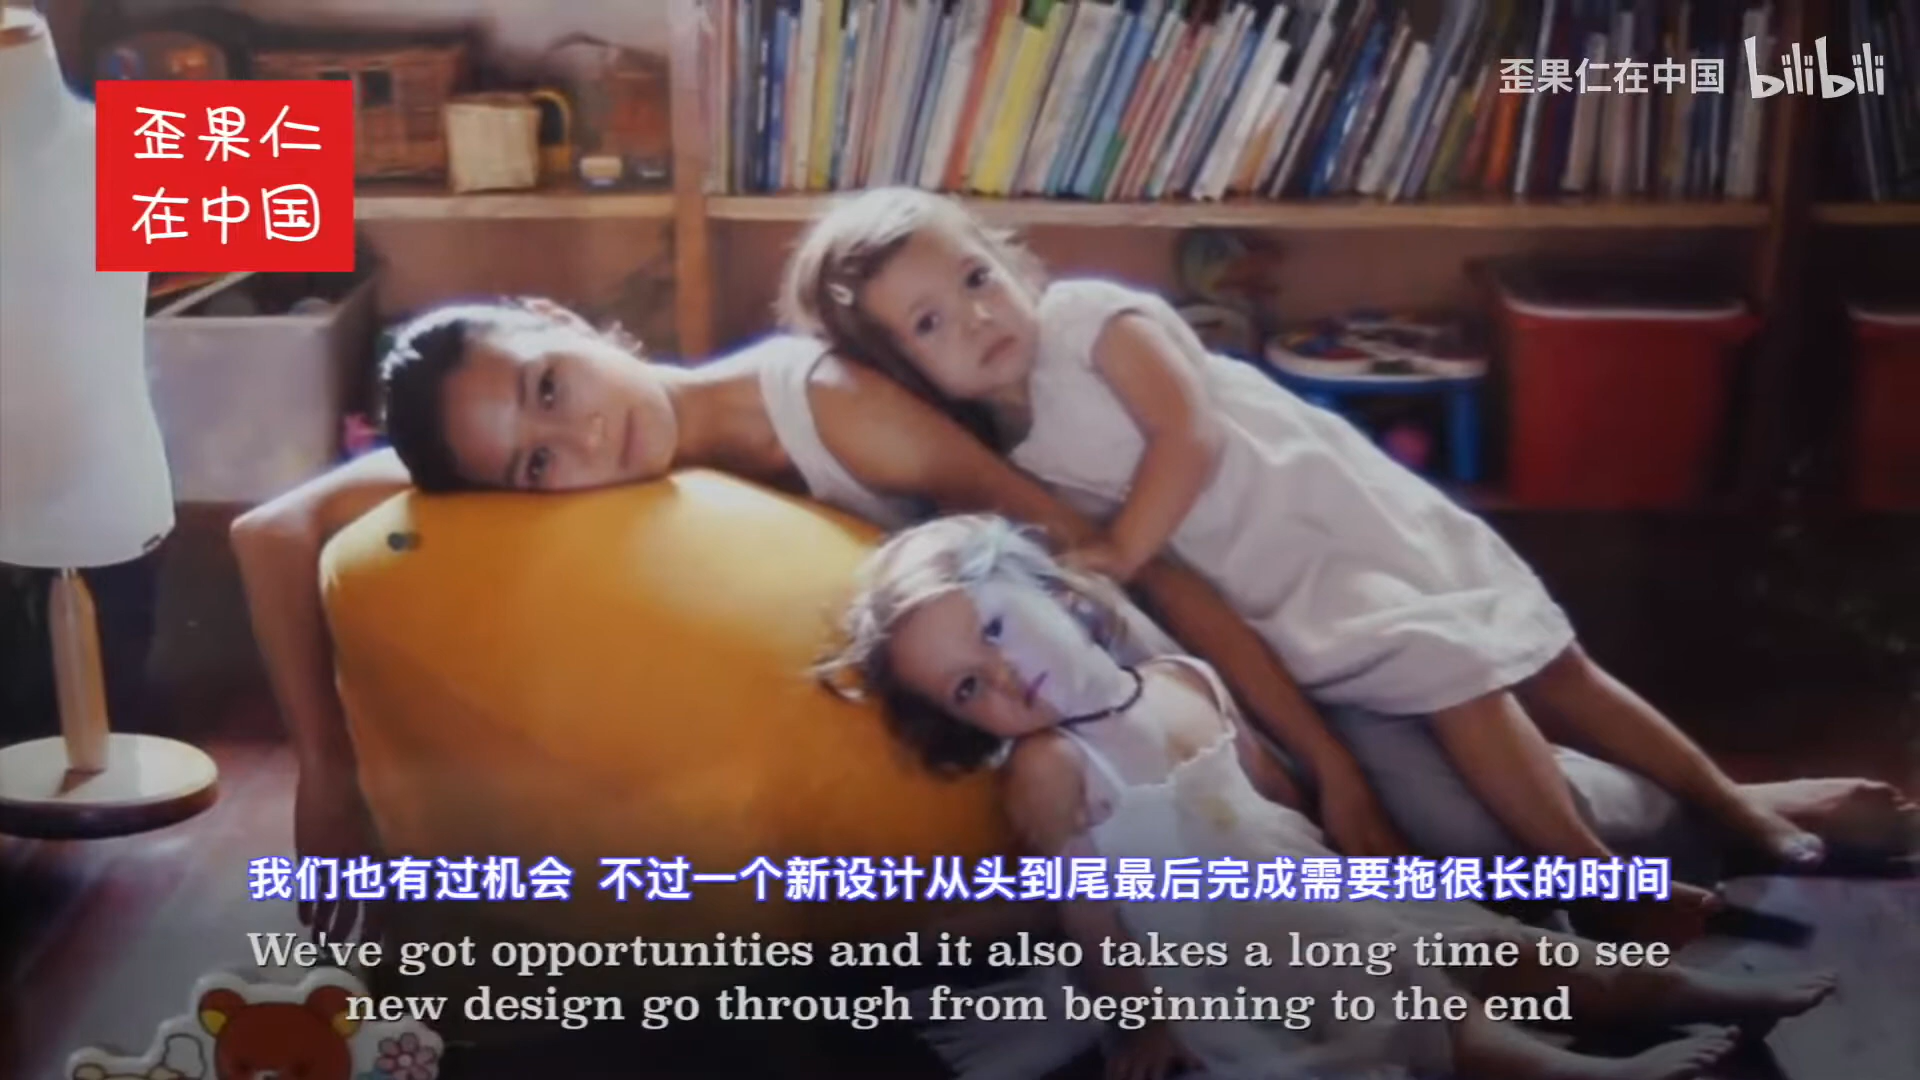 歪果仁在中国 bilibili
歪果仁
在中国
我们也有过机会 不过一个新设计从头到尾最后完成需要拖很长的时间
We've got opportunities and it also takes a long time to see
new design go through from beginning to the end